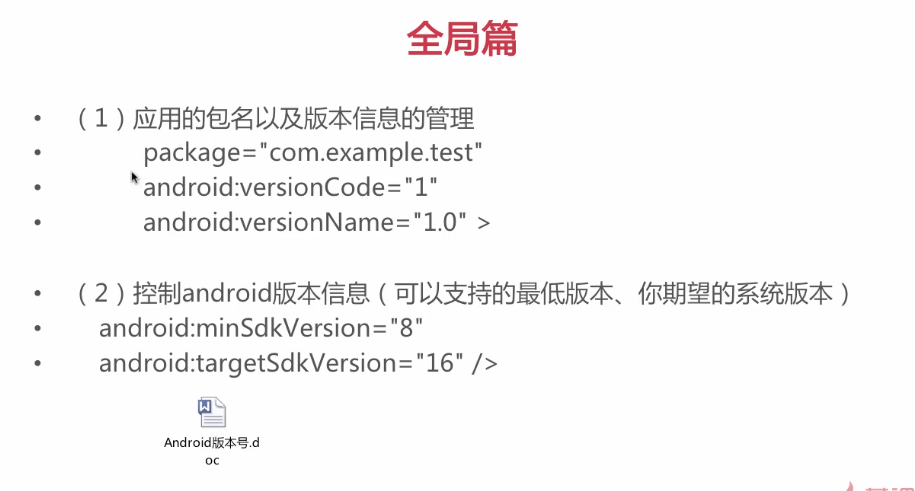 全局篇
• （1）应用的包名以及版本信息的管理
• package="com.example.test"
• android:versionCode="1"
• android:versionName="1.0" >
• （2）控制android版本信息（可以支持的最低版本、你期望的系统版本）
• android:minSdkVersion="8"
• android:targetSdkVersion="16" />
Android版本号.d
oc